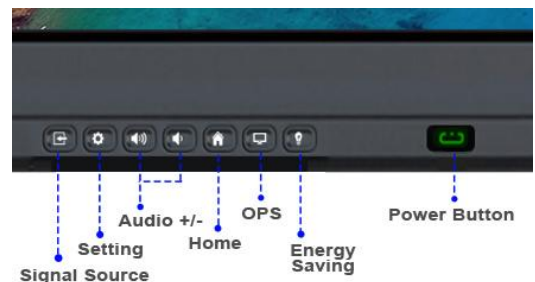 Audio +/-
OPS
Power Button
Setting
Home
Energy
Saving
Signal Source